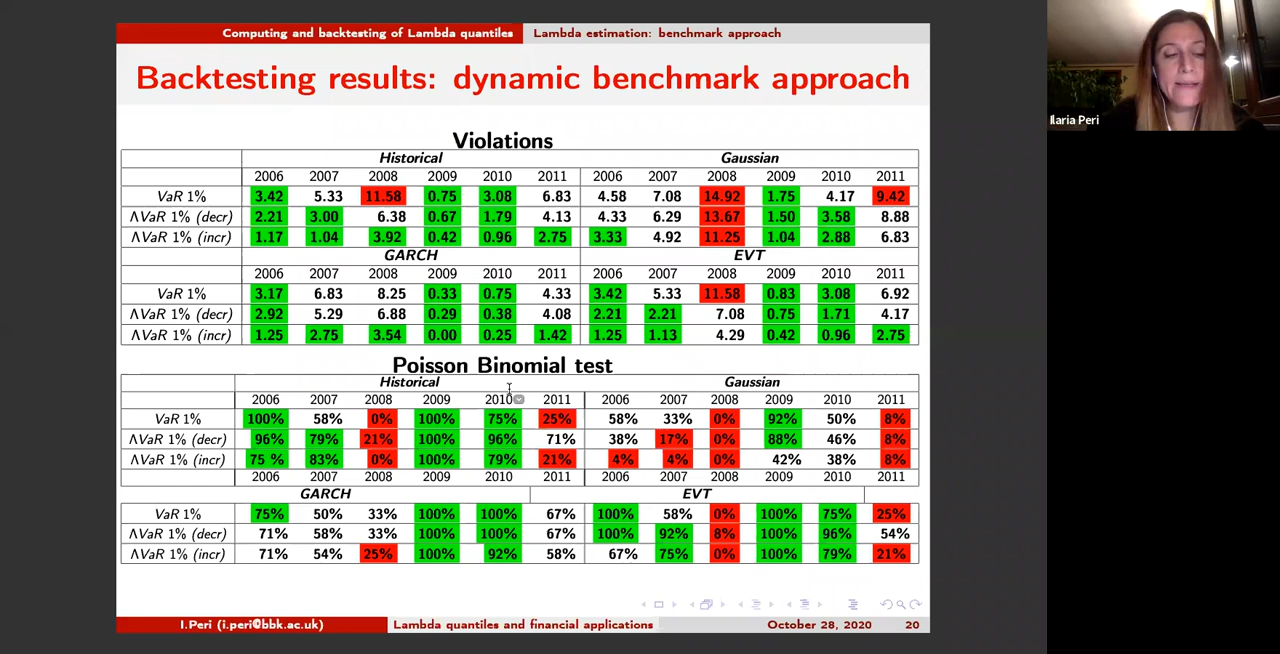 Computing and backtesting of Lambda quantiles Lambda estimation: benchmark approach
Backtesting results: dynamic benchmark approach
Ilaria Peri
Violations
Historical Gaussian
2006 2007 2008 2009 2010 2011 2006 2007 2008 2009 2010 2011
VaR 1% 3.42 5.33 11.58 0.75 3.08 6.83 4.58 7.08 14.92 1.75 4.17 9.42
ΛVaR 1% (decr) 2.21 3.00 6.38 0.67 1.79 4.13 4.33 6.29 13.67 1.50 3.58 8.88
ΛVaR 1% (incr) 1.17 1.04 3.92 0.42 0.96 2.75 3.33 4.92 11.25 1.04 2.88 6.83
GARCH EVT
2006 2007 2008 2009 2010 2011 2006 2007 2008 2009 2010 2011
VaR 1% 3.17 6.83 8.25 0.33 0.75 4.33 3.42 5.33 11.58 0.83 3.08 6.92
ΛVaR 1% (decr) 2.92 5.29 6.88 0.29 0.38 4.08 2.21 2.21 7.08 0.75 1.71 4.17
ΛVaR 1% (incr) 1.25 2.75 3.54 0.00 0.25 1.42 1.25 1.13 4.29 0.42 0.96 2.75
Poisson Binomial test
Historical Gaussian
2006 2007 2008 2009 2010 2011 2006 2007 2008 2009 2010 2011
VaR 1% 100% 58% 0% 100% 75% 25% 58% 33% 0% 92% 50% 8%
ΛVaR 1% (decr) 96% 79% 21% 100% 96% 71% 38% 17% 0% 88% 46% 8%
ΛVaR 1% (incr) 75 % 83% 0% 100% 79% 21% 4% 4% 0% 42% 38% 8%
2006 2007 2008 2009 2010 2011 2006 2007 2008 2009 2010 2011
GARCH EVT
VaR 1% 75% 50% 33% 100% 100% 67% 100% 58% 0% 100% 75% 25%
ΛVaR 1% (decr) 71% 58% 33% 100% 100% 67% 100% 92% 8% 100% 96% 54%
ΛVaR 1% (incr) 71% 54% 25% 100% 92% 58% 67% 75% 0% 100% 79% 21%
I.Peri (i.peri@bbk.ac.uk) Lambda quantiles and financial applications October 28, 2020 20